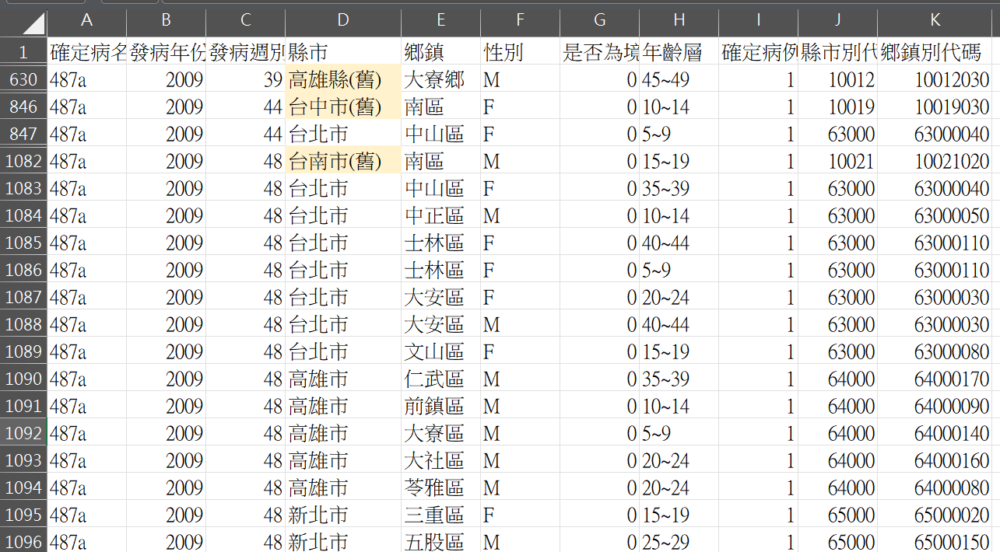 A B C D E F G H I J K
1 確定病名 發病年份 發病週別 縣市 鄉鎮 性別 是否為境 年齡層 確定病例 縣市別代 鄉鎮別代碼
630 487a 2009 39 高雄縣(舊) 大寮鄉 M 0 45~49 1 10012 10012030
846 487a 2009 44 台中市(舊) 南區 F 0 10~14 1 10019 10019030
847 487a 2009 44 台北市 中山區 F 0 5~9 1 63000 63000040
1082 487a 2009 48 台南市(舊) 南區 M 0 15~19 1 10021 10021020
1083 487a 2009 48 台北市 中山區 F 0 35~39 1 63000 63000040
1084 487a 2009 48 台北市 中正區 M 0 10~14 1 63000 63000050
1085 487a 2009 48 台北市 士林區 F 0 40~44 1 63000 63000110
1086 487a 2009 48 台北市 士林區 F 0 5~9 1 63000 63000110
1087 487a 2009 48 台北市 大安區 F 0 20~24 1 63000 63000030
1088 487a 2009 48 台北市 大安區 M 0 40~44 1 63000 63000030
1089 487a 2009 48 台北市 文山區 F 0 15~19 1 63000 63000080
1090 487a 2009 48 高雄市 仁武區 M 0 35~39 1 64000 64000170
1091 487a 2009 48 高雄市 前鎮區 M 0 10~14 1 64000 64000090
1092 487a 2009 48 高雄市 大寮區 M 0 5~9 1 64000 64000140
1093 487a 2009 48 高雄市 大社區 M 0 20~24 1 64000 64000160
1094 487a 2009 48 高雄市 苓雅區 M 0 20~24 1 64000 64000080
1095 487a 2009 48 新北市 三重區 F 0 15~19 1 65000 65000020
1096 487a 2009 48 新北市 五股區 M 0 25~29 1 65000 65000150